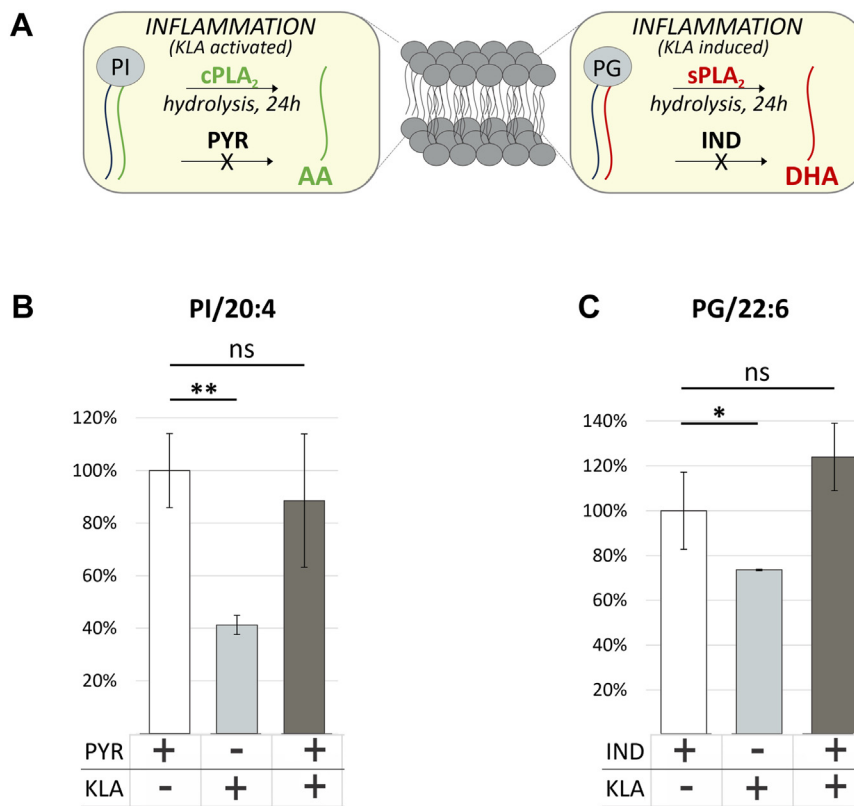 A
INFLAMMATION
(KLA activated)
PI
cPLA₂
hydrolysis, 24h
PYR
X
AA
INFLAMMATION
(KLA induced)
PG
sPLA₂
hydrolysis, 24h
IND
X
DHA
B
PI/20:4
ns
**
120%
100%
80%
60%
40%
20%
PYR + - +
KLA - + +
C
PG/22:6
ns
*
140%
120%
100%
80%
60%
40%
20%
IND + - +
KLA - + +